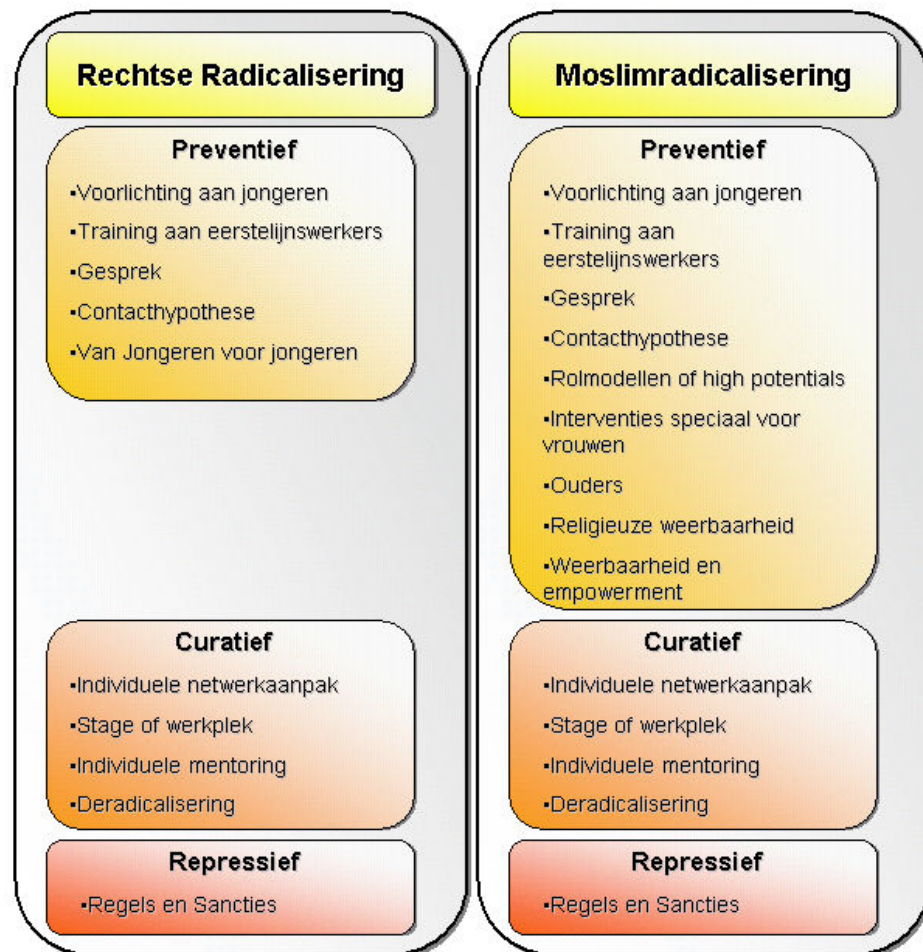 Rechtse Radicalisering
Preventief
▪Voorlichting aan jongeren
▪Training aan eerstelijnswerkers
▪Gesprek
▪Contacthypothese
▪Van Jongeren voor jongeren
Curatief
▪Individuele netwerkaanpak
▪Stage of werkplek
▪Individuele mentoring
▪Deradicalisering
Repressief
▪Regels en Sancties
Moslimradicalisering
Preventief
▪Voorlichting aan jongeren
▪Training aan
eerstelijnswerkers
▪Gesprek
▪Contacthypothese
▪Rolmodellen of high potentials
▪Interventies speciaal voor
vrouwen
▪Ouders
▪Religieuze weerbaarheid
▪Weerbaarheid en
empowerment
Curatief
▪Individuele netwerkaanpak
▪Stage of werkplek
▪Individuele mentoring
▪Deradicalisering
Repressief
▪Regels en Sancties